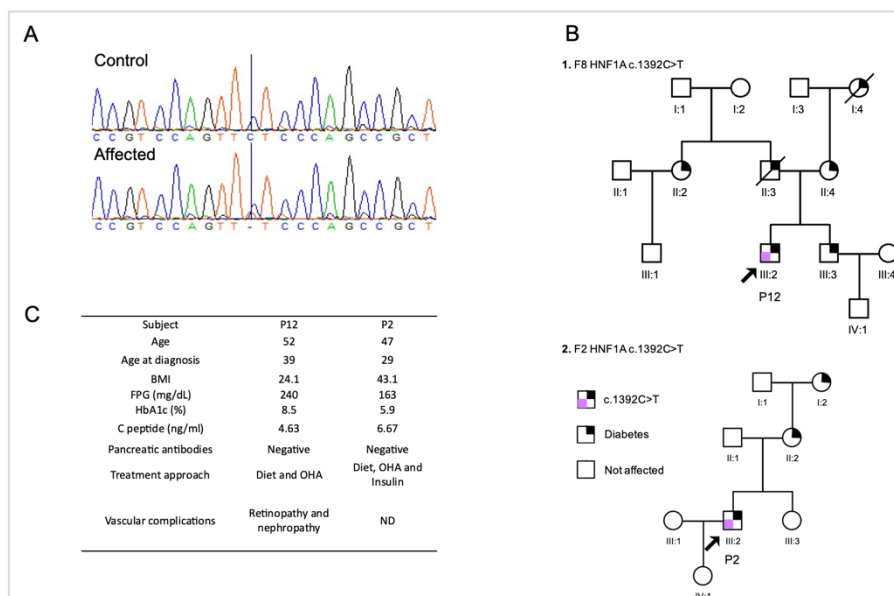 A
Control
C C G T C C A G T T C T C C C A G C C G C T
Affected
C C G T C C A G T T - T C C C A G C C G C T
B
1. F8 HNF1A c.1392C>T
I:1
I:2
I:3
I:4
II:1
II:2
II:3
II:4
III:1
III:2
III:3
III:4
P12
IV:1
2. F2 HNF1A c.1392C>T
c.1392C>T
Diabetes
Not affected
I:1
I:2
II:1
II:2
III:1
III:2
III:3
P2
IV:1
C
Subject P12 P2
Age 52 47
Age at diagnosis 39 29
BMI 24.1 43.1
FPG (mg/dL) 240 163
HbA1c (%) 8.5 5.9
C peptide (ng/ml) 4.63 6.67
Pancreatic antibodies Negative Negative
Treatment approach Diet and OHA Diet, OHA and
Insulin
Vascular complications Retinopathy and
nephropathy ND